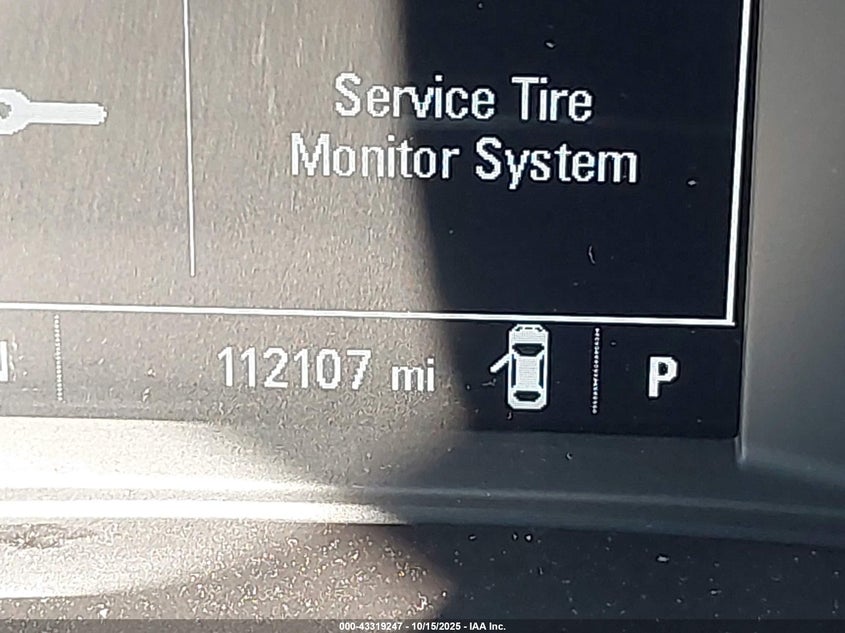 Service Tire
Monitor System
112107 mi
P
000-43319247 - 10/15/2025 - IAA Inc.